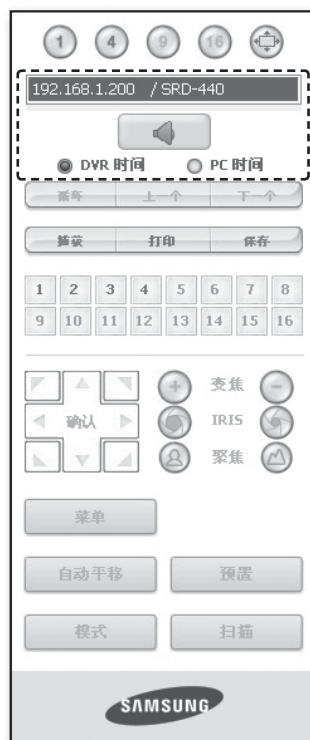 1 4 9 16
192.168.1.200 / SRD-440
DVR 时间 PC 时间
上一个 下一个
捕获 打印 保存
1 2 3 4 5 6 7 8
9 10 11 12 13 14 15 16
变焦
确认 IRIS
聚焦
菜单
自动平移 预置
模式 扫描
SAMSUNG